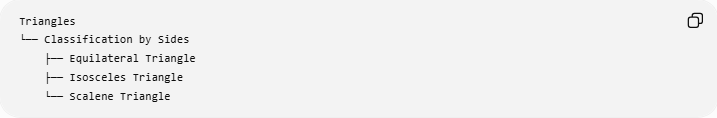 Triangles
└── Classification by Sides
    ├── Equilateral Triangle
    ├── Isosceles Triangle
    └── Scalene Triangle